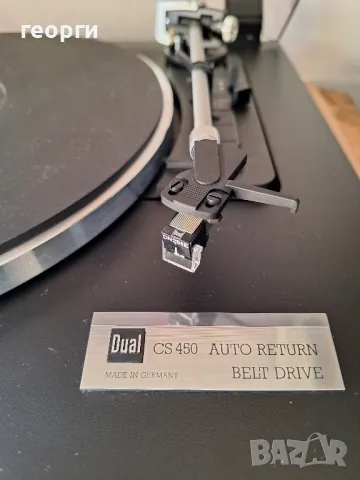 георги
Dual CS 450 AUTO RETURN
MADE IN GERMANY BELT DRIVE
BAZAR